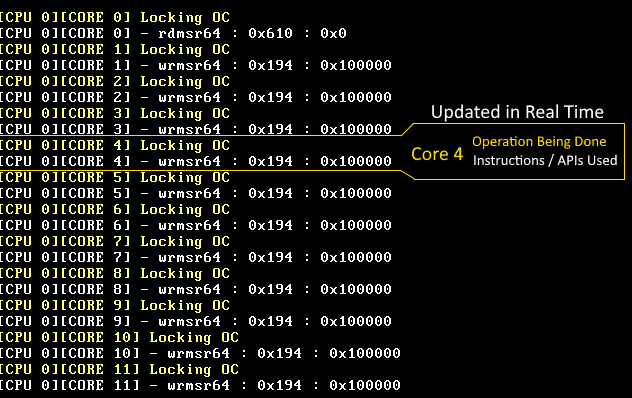 [CPU 0][CORE 0] Locking OC
[CPU 0][CORE 0] - rdmsr64 : 0x610 : 0x0
[CPU 0][CORE 1] Locking OC
[CPU 0][CORE 1] - wrmsr64 : 0x194 : 0x100000
[CPU 0][CORE 2] Locking OC
[CPU 0][CORE 2] - wrmsr64 : 0x194 : 0x100000
[CPU 0][CORE 3] Locking OC
[CPU 0][CORE 3] - wrmsr64 : 0x194 : 0x100000
[CPU 0][CORE 4] Locking OC
[CPU 0][CORE 4] - wrmsr64 : 0x194 : 0x100000
[CPU 0][CORE 5] Locking OC
[CPU 0][CORE 5] - wrmsr64 : 0x194 : 0x100000
[CPU 0][CORE 6] Locking OC
[CPU 0][CORE 6] - wrmsr64 : 0x194 : 0x100000
[CPU 0][CORE 7] Locking OC
[CPU 0][CORE 7] - wrmsr64 : 0x194 : 0x100000
[CPU 0][CORE 8] Locking OC
[CPU 0][CORE 8] - wrmsr64 : 0x194 : 0x100000
[CPU 0][CORE 9] Locking OC
[CPU 0][CORE 9] - wrmsr64 : 0x194 : 0x100000
[CPU 0][CORE 10] Locking OC
[CPU 0][CORE 10] - wrmsr64 : 0x194 : 0x100000
[CPU 0][CORE 11] Locking OC
[CPU 0][CORE 11] - wrmsr64 : 0x194 : 0x100000
Updated in Real Time
Core 4
Operation Being Done
Instructions / APIs Used